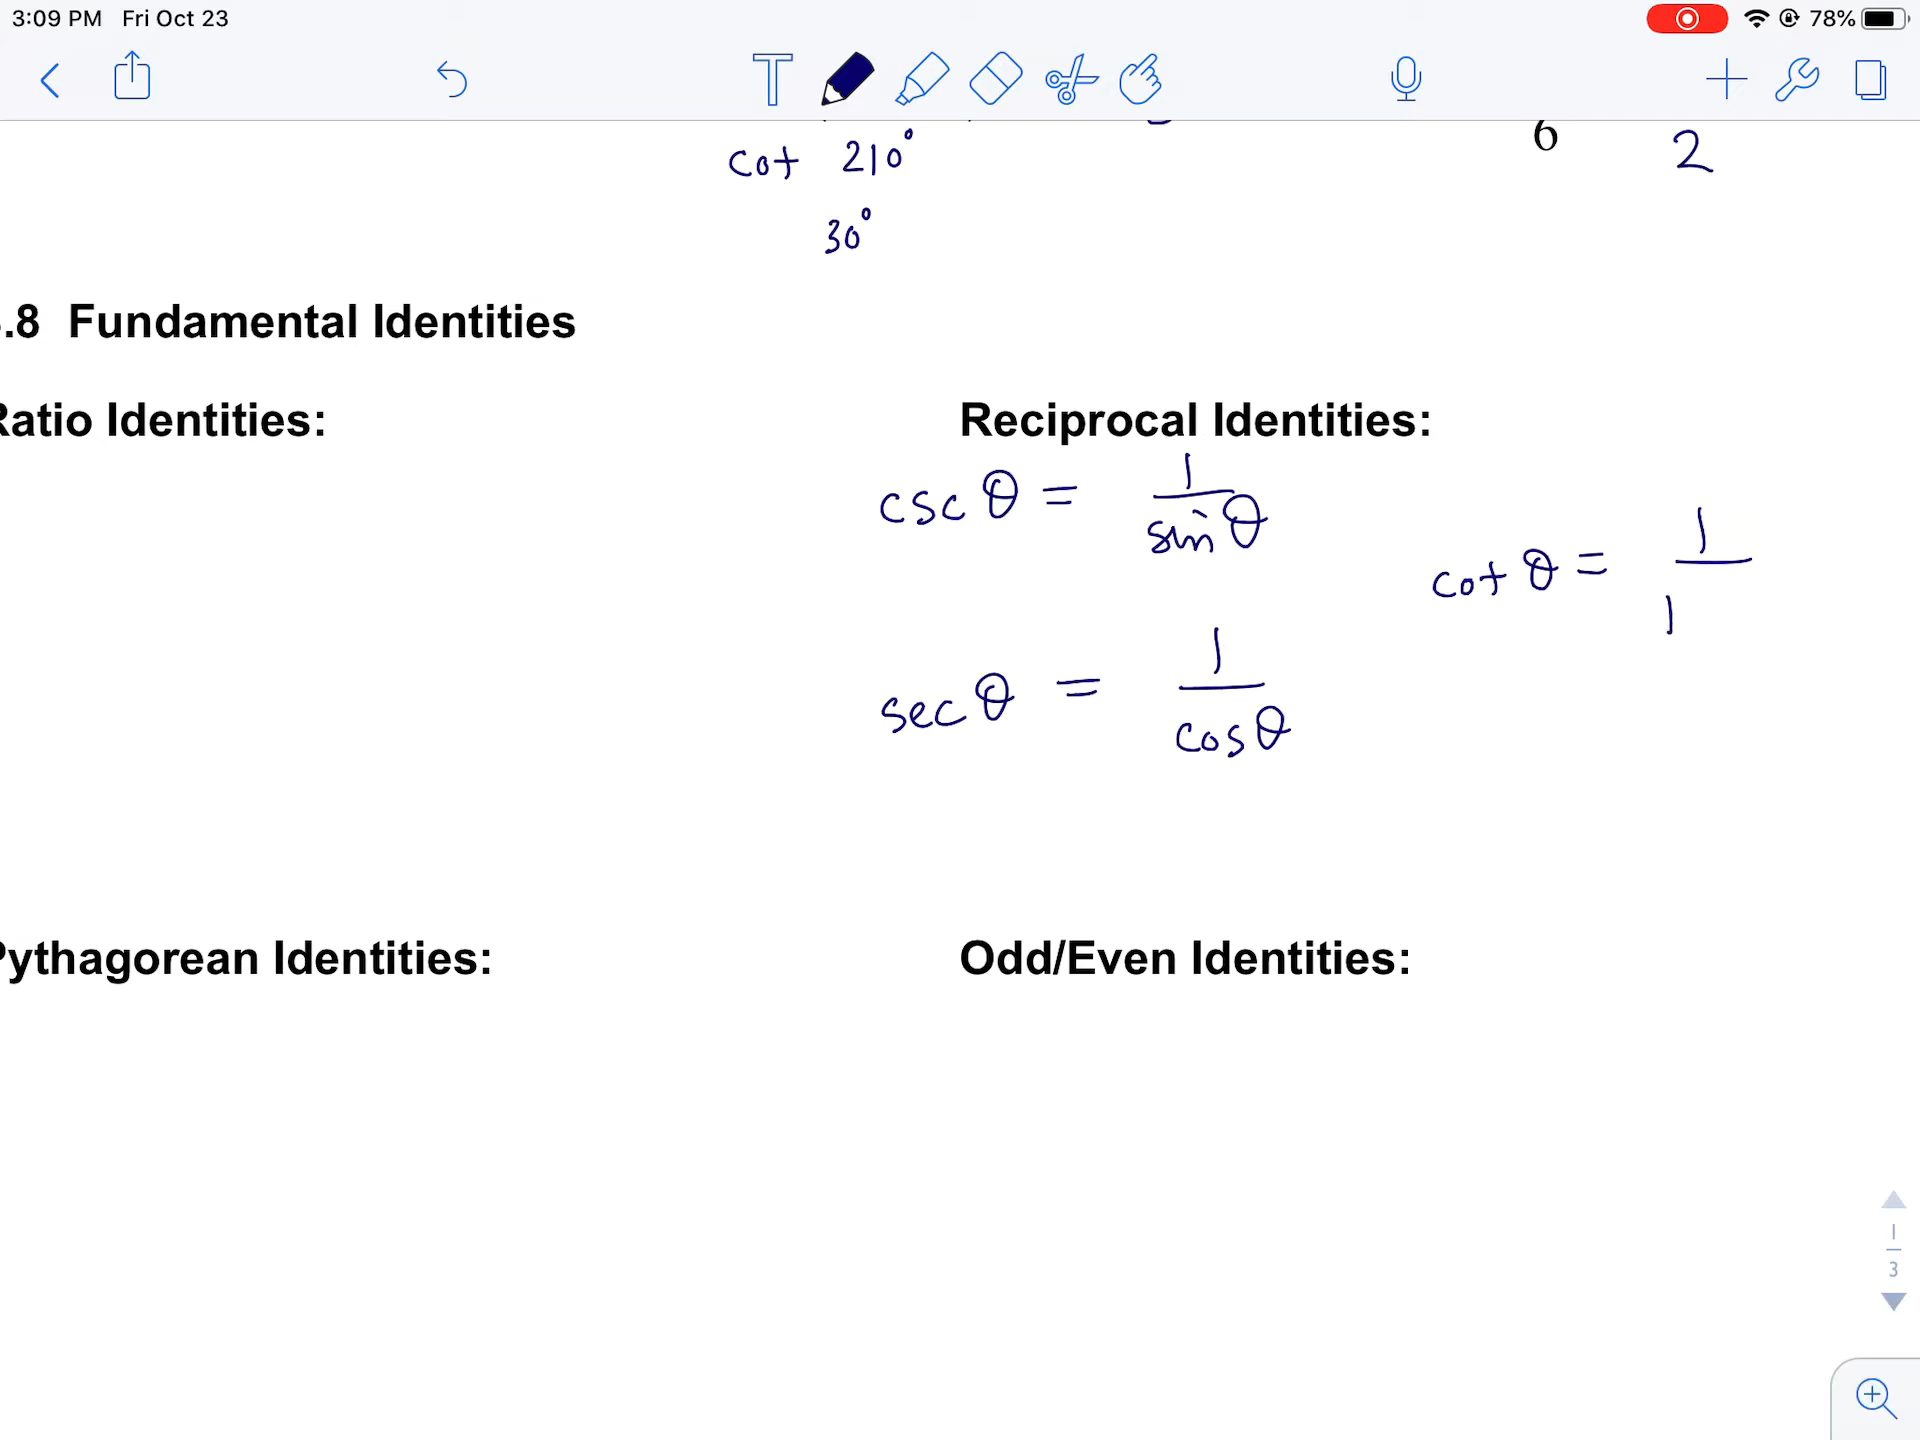 3:09 PM Fri Oct 23 78%
6 2
cot 210°
30°
.8 Fundamental Identities
Ratio Identities: Reciprocal Identities:
csc θ = 1/sin θ
cot θ = 1/1
sec θ = 1/cos θ
Pythagorean Identities: Odd/Even Identities:
1
3